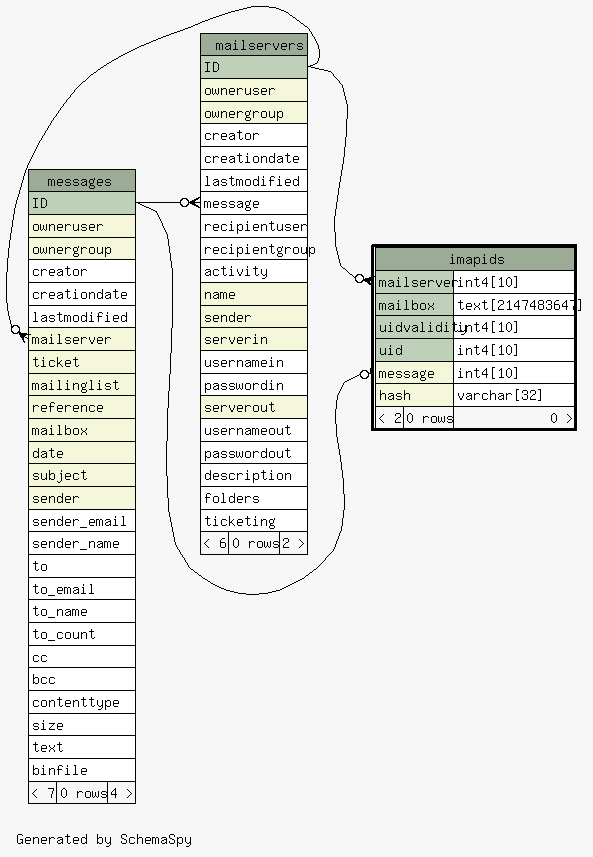 mailservers
ID
owneruser
ownergroup
creator
creationdate
lastmodified
message
recipientuser
recipientgroup
activity
name
sender
serverin
usernamein
passwordin
serverout
usernameout
passwordout
description
folders
ticketing
< 6 0 rows 2 >
messages
ID
owneruser
ownergroup
creator
creationdate
lastmodified
mailserver
ticket
mailinglist
reference
mailbox
date
subject
sender
sender_email
sender_name
to
to_email
to_name
to_count
cc
bcc
contenttype
size
text
binfile
< 7 0 rows 4 >
imapids
mailserver int4[10]
mailbox text[2147483647]
uidvalidity int4[10]
uid int4[10]
message int4[10]
hash varchar[32]
< 2 0 rows 0 >
Generated by SchemaSpy